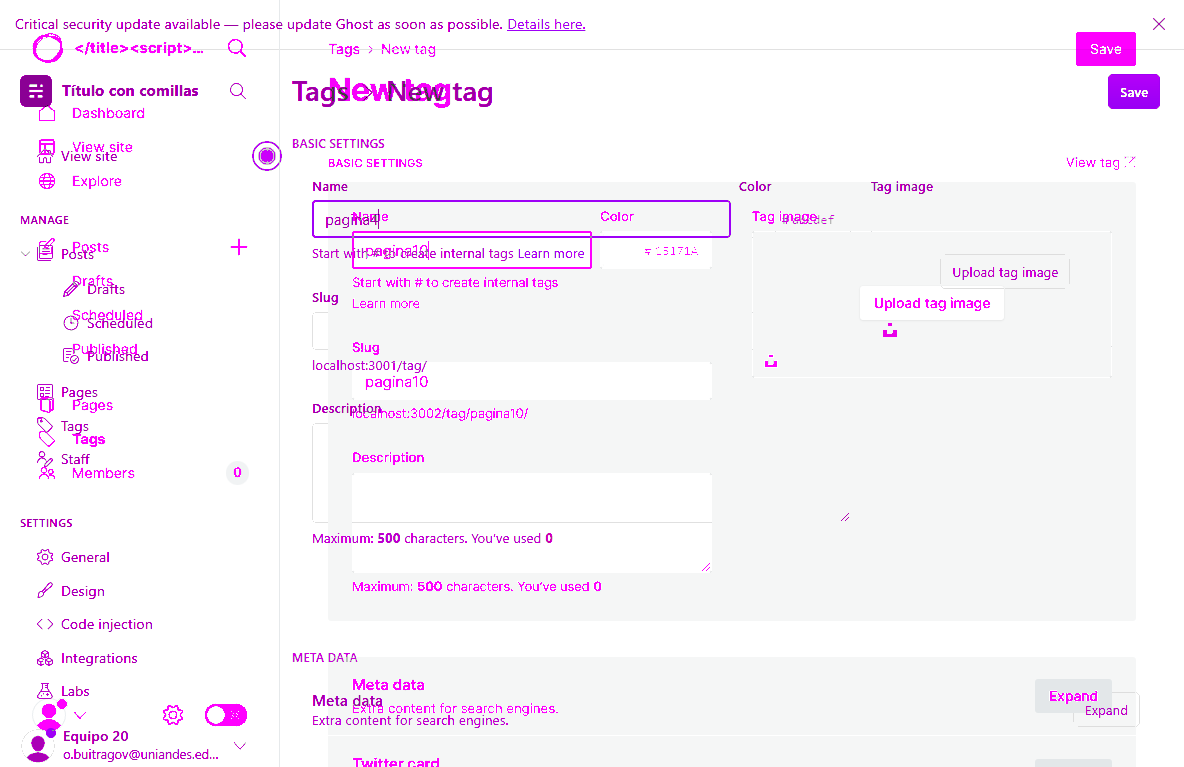 Critical security update available — please update Ghost as soon as possible. Details here.
</title><script>...
Tags > New tag
Save
Título con comillas
New tag
Tags > New tag
Save
Dashboard
View site
View site
Explore
BASIC SETTINGS
BASIC SETTINGS
View tag
Name
Color
Tag image
MANAGE
Name
Color
Tag image
pagina4
pagina10
# 15171A
Posts
Posts
Start with # to create internal tags Learn more
Start with # to create internal tags
Learn more
Upload tag image
Upload tag image
Drafts
Drafts
Scheduled
Scheduled
Published
Published
Slug
Slug
localhost:3001/tag/
pagina10
localhost:3002/tag/pagina10/
Pages
Pages
Tags
Tags
Staff
Members
0
Description
Description
Maximum: 500 characters. You've used 0
Maximum: 500 characters. You've used 0
SETTINGS
General
Design
Code injection
Integrations
Labs
META DATA
Meta data
Extra content for search engines.
Expand
Meta data
Extra content for search engines.
Expand
Equipo 20
o.buitragov@uniandes.ed...
Twitter card